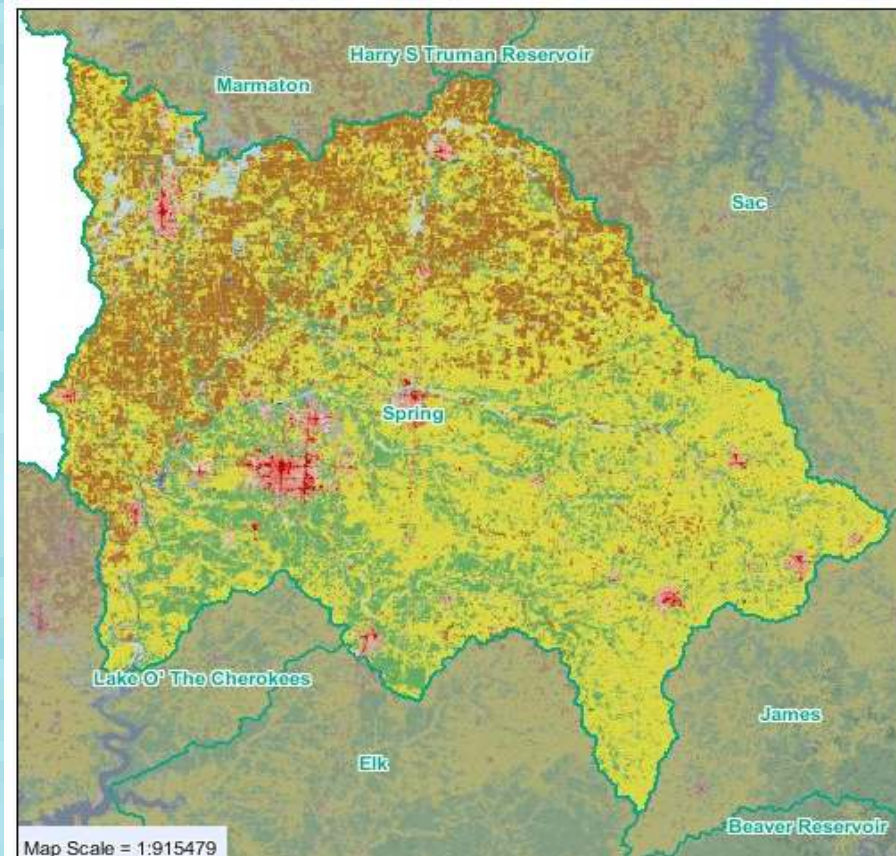 Harry S Truman Reservoir
Marmaton
Sac
Spring
Lake O' The Cherokees
James
Elk
Beaver Reservoir
Map Scale = 1:915479